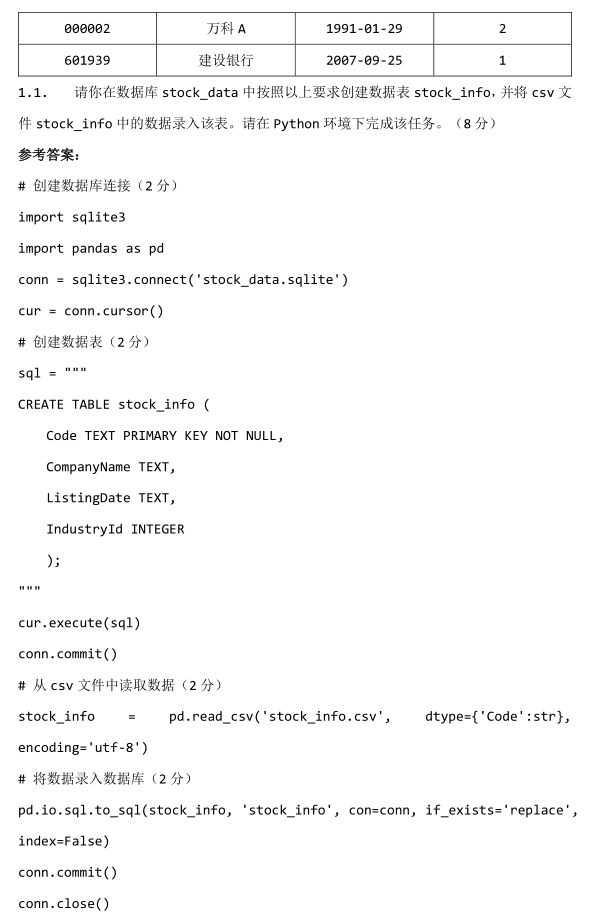 000002 万科 A 1991-01-29 2
601939 建设银行 2007-09-25 1
1.1. 请你在数据库 stock_data 中按照以上要求创建数据表 stock_info，并将 csv 文
件 stock_info 中的数据录入该表。请在 Python 环境下完成该任务。（8 分）
参考答案：
# 创建数据库连接（2 分）
import sqlite3
import pandas as pd
conn = sqlite3.connect('stock_data.sqlite')
cur = conn.cursor()
# 创建数据表（2 分）
sql = """
CREATE TABLE stock_info (
Code TEXT PRIMARY KEY NOT NULL,
CompanyName TEXT,
ListingDate TEXT,
IndustryId INTEGER
);
"""
cur.execute(sql)
conn.commit()
# 从 csv 文件中读取数据（2 分）
stock_info = pd.read_csv('stock_info.csv', dtype={'Code':str},
encoding='utf-8')
# 将数据录入数据库（2 分）
pd.io.sql.to_sql(stock_info, 'stock_info', con=conn, if_exists='replace',
index=False)
conn.commit()
conn.close()